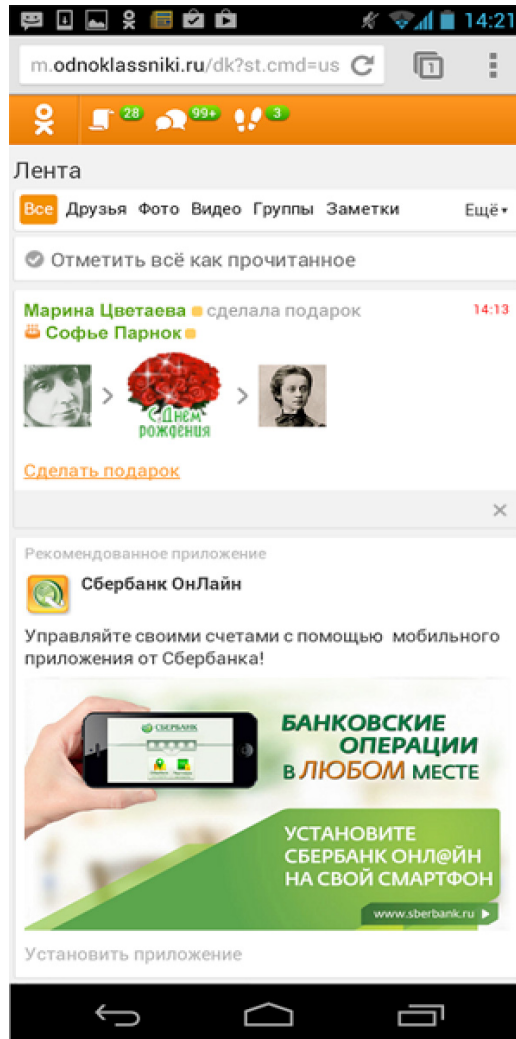 14:21
m.odnoklassniki.ru/dk?st.cmd=us
1
28 99+ 3
Лента
Все Друзья Фото Видео Группы Заметки Ещё
Отметить всё как прочитанное
Марина Цветаева сделала подарок 14:13
Софье Парнок
С Днем
рождения
Сделать подарок
Рекомендованное приложение
Сбербанк ОнЛайн
Управляйте своими счетами с помощью мобильного
приложения от Сбербанка!
СБЕРБАНК
БАНКОВСКИЕ
ОПЕРАЦИИ
В ЛЮБОМ МЕСТЕ
УСТАНОВИТЕ
СБЕРБАНК ОНЛ@ЙН
НА СВОЙ СМАРТФОН
www.sberbank.ru
Установить приложение